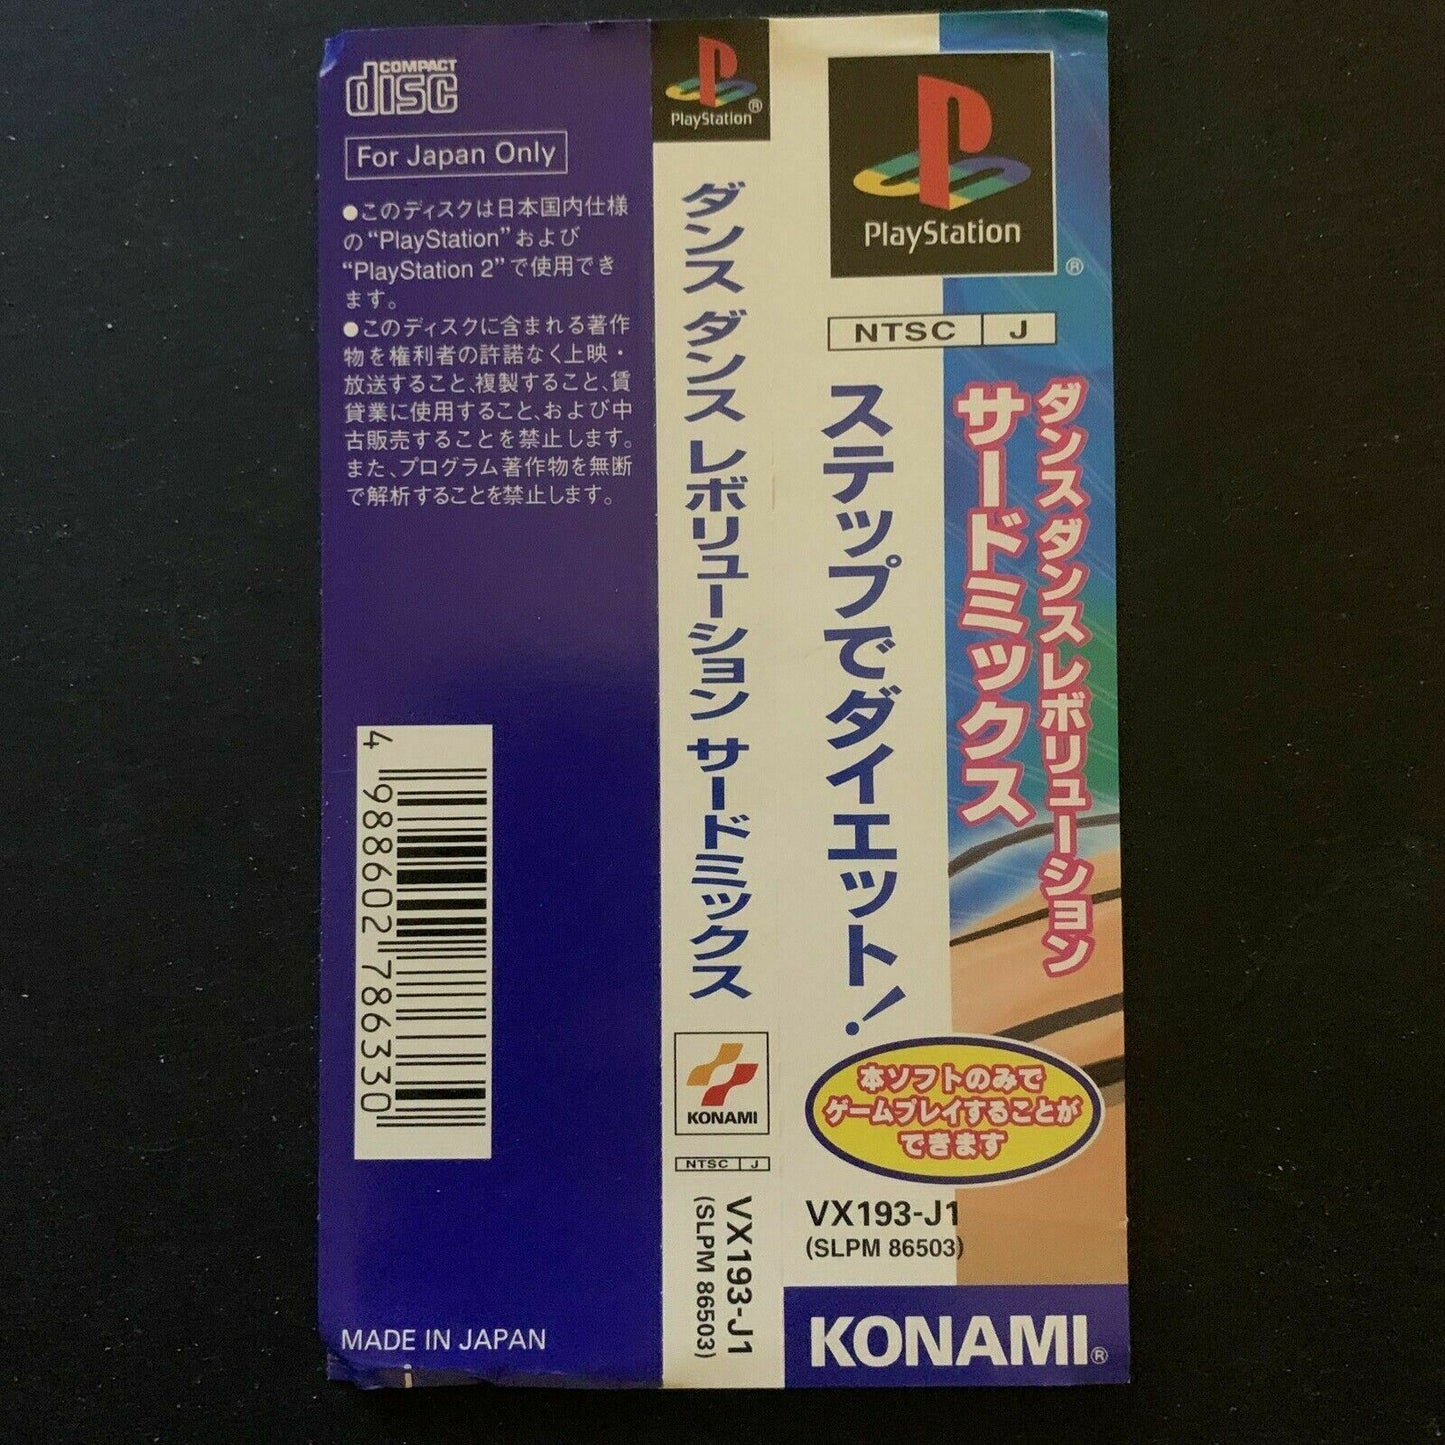 COMPACT
disc
For Japan Only
●このディスクは日本国内仕様
の“PlayStation”および
“PlayStation 2”で使用でき
ます。
●このディスクに含まれる著作
物を権利者の許諾なく上映・
放送すること、複製すること、賃
貸業に使用すること、および中
古販売することを禁止します。
また、プログラム著作物を無断
で解析することを禁止します。
4 988602 786330
MADE IN JAPAN
PlayStation®
ダンス ダンス レボリューション サードミックス
KONAMI
NTSC J
VX193-J1
(SLPM 86503)
PlayStation
®
NTSC J
ダンスダンスレボリューション
サードミックス
ステップでダイエット!
本ソフトのみで
ゲームプレイすることが
できます
VX193-J1
(SLPM 86503)
KONAMI®